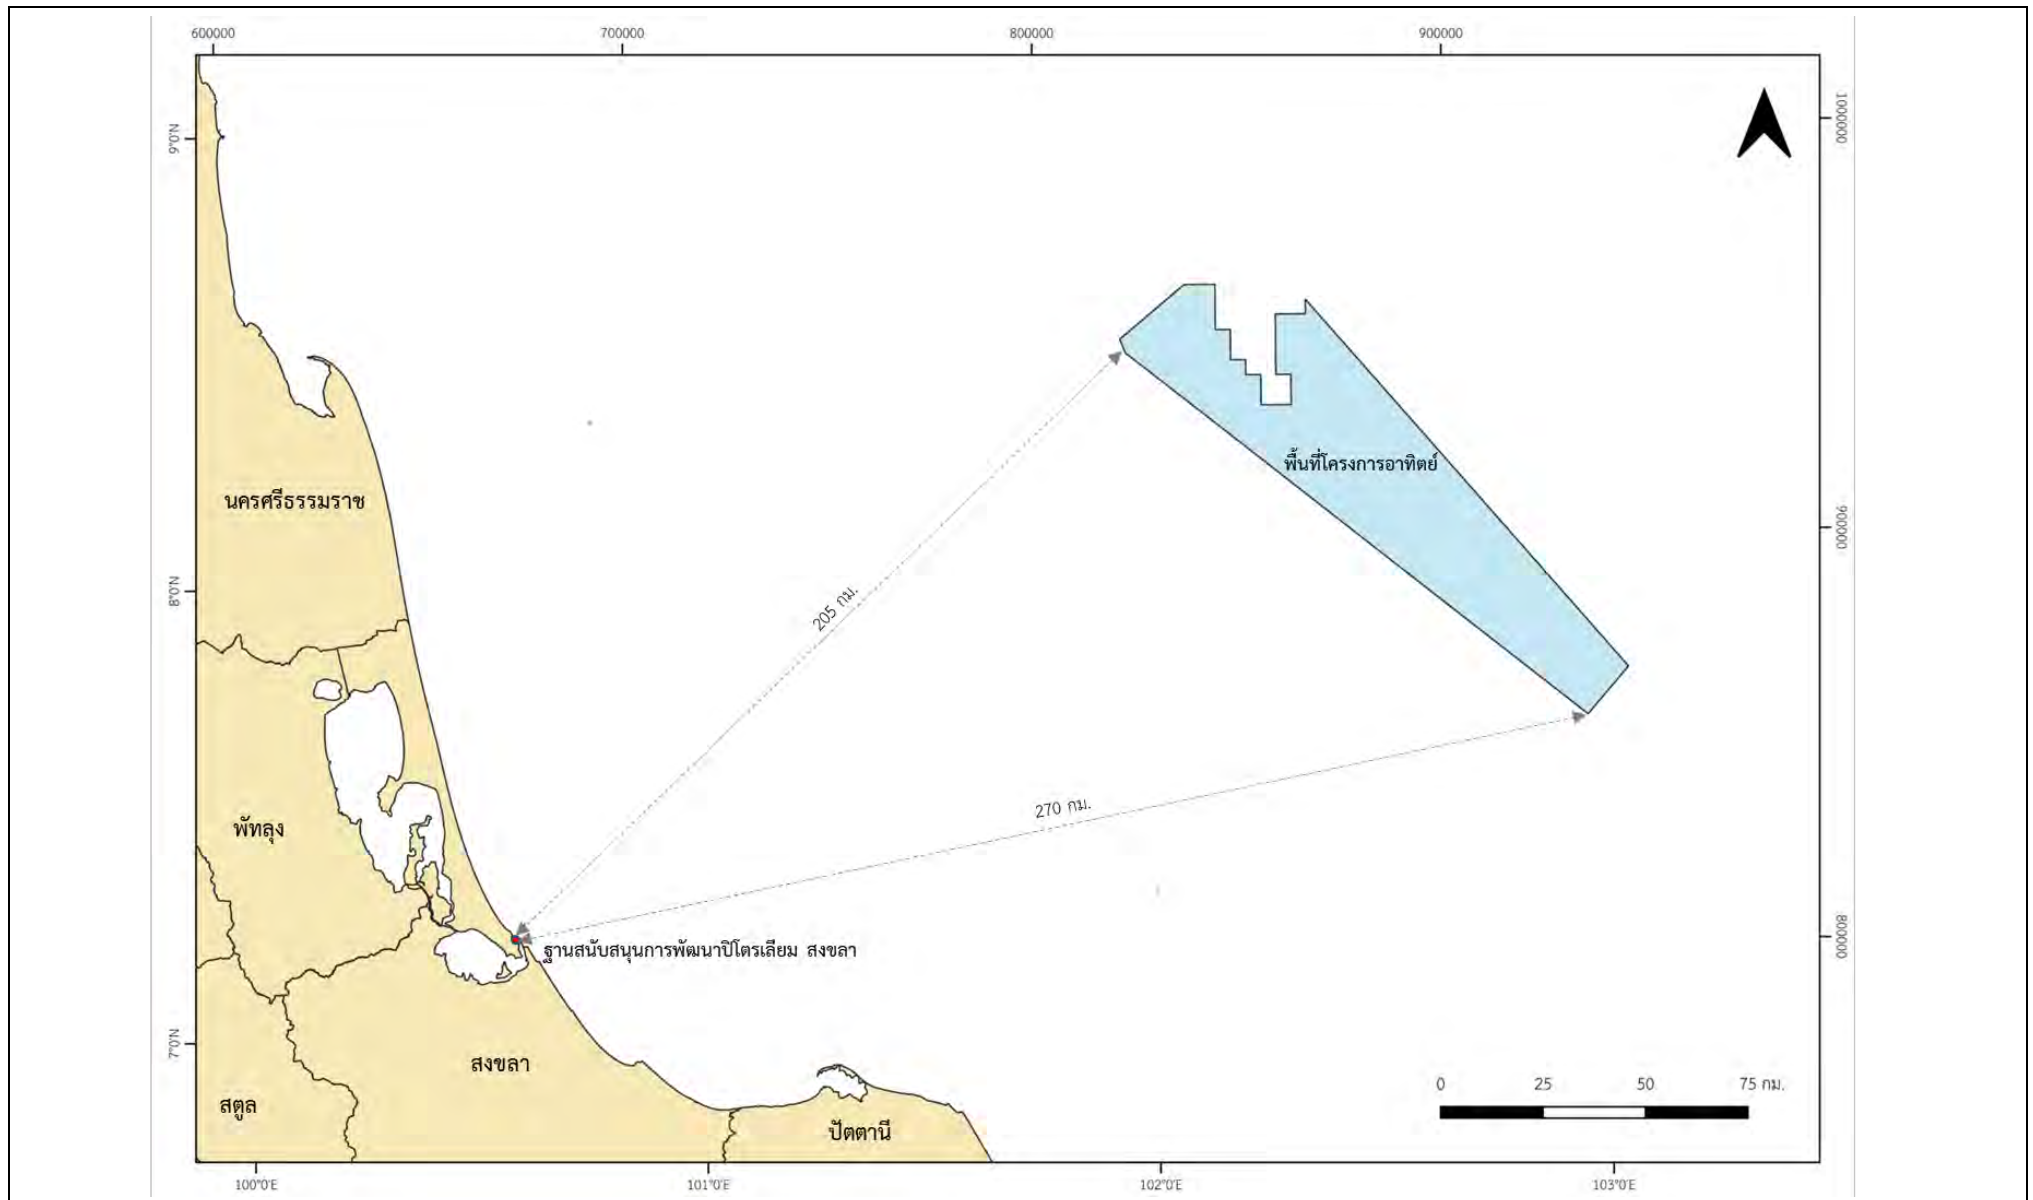 600000 700000 800000 900000
1000000
9°0'N
พื้นที่โครงการอาทิตย์
นครศรีธรรมราช
900000
8°0'N
205 กม.
270 กม.
พัทลุง
800000
ฐานสนับสนุนการพัฒนาปิโตรเลียม สงขลา
7°0'N
สงขลา
0 25 50 75 กม.
สตูล
ปัตตานี
100°0'E 101°0'E 102°0'E 103°0'E